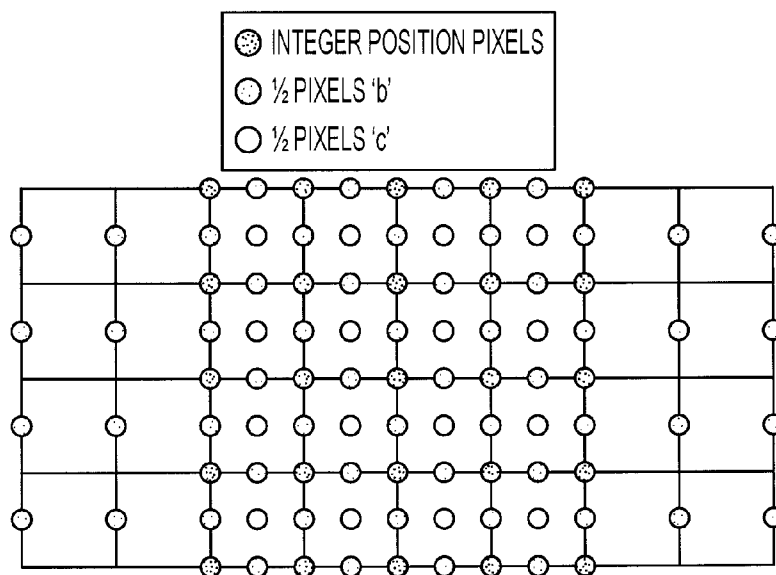 INTEGER POSITION PIXELS
½ PIXELS ‘b’
½ PIXELS ‘c’